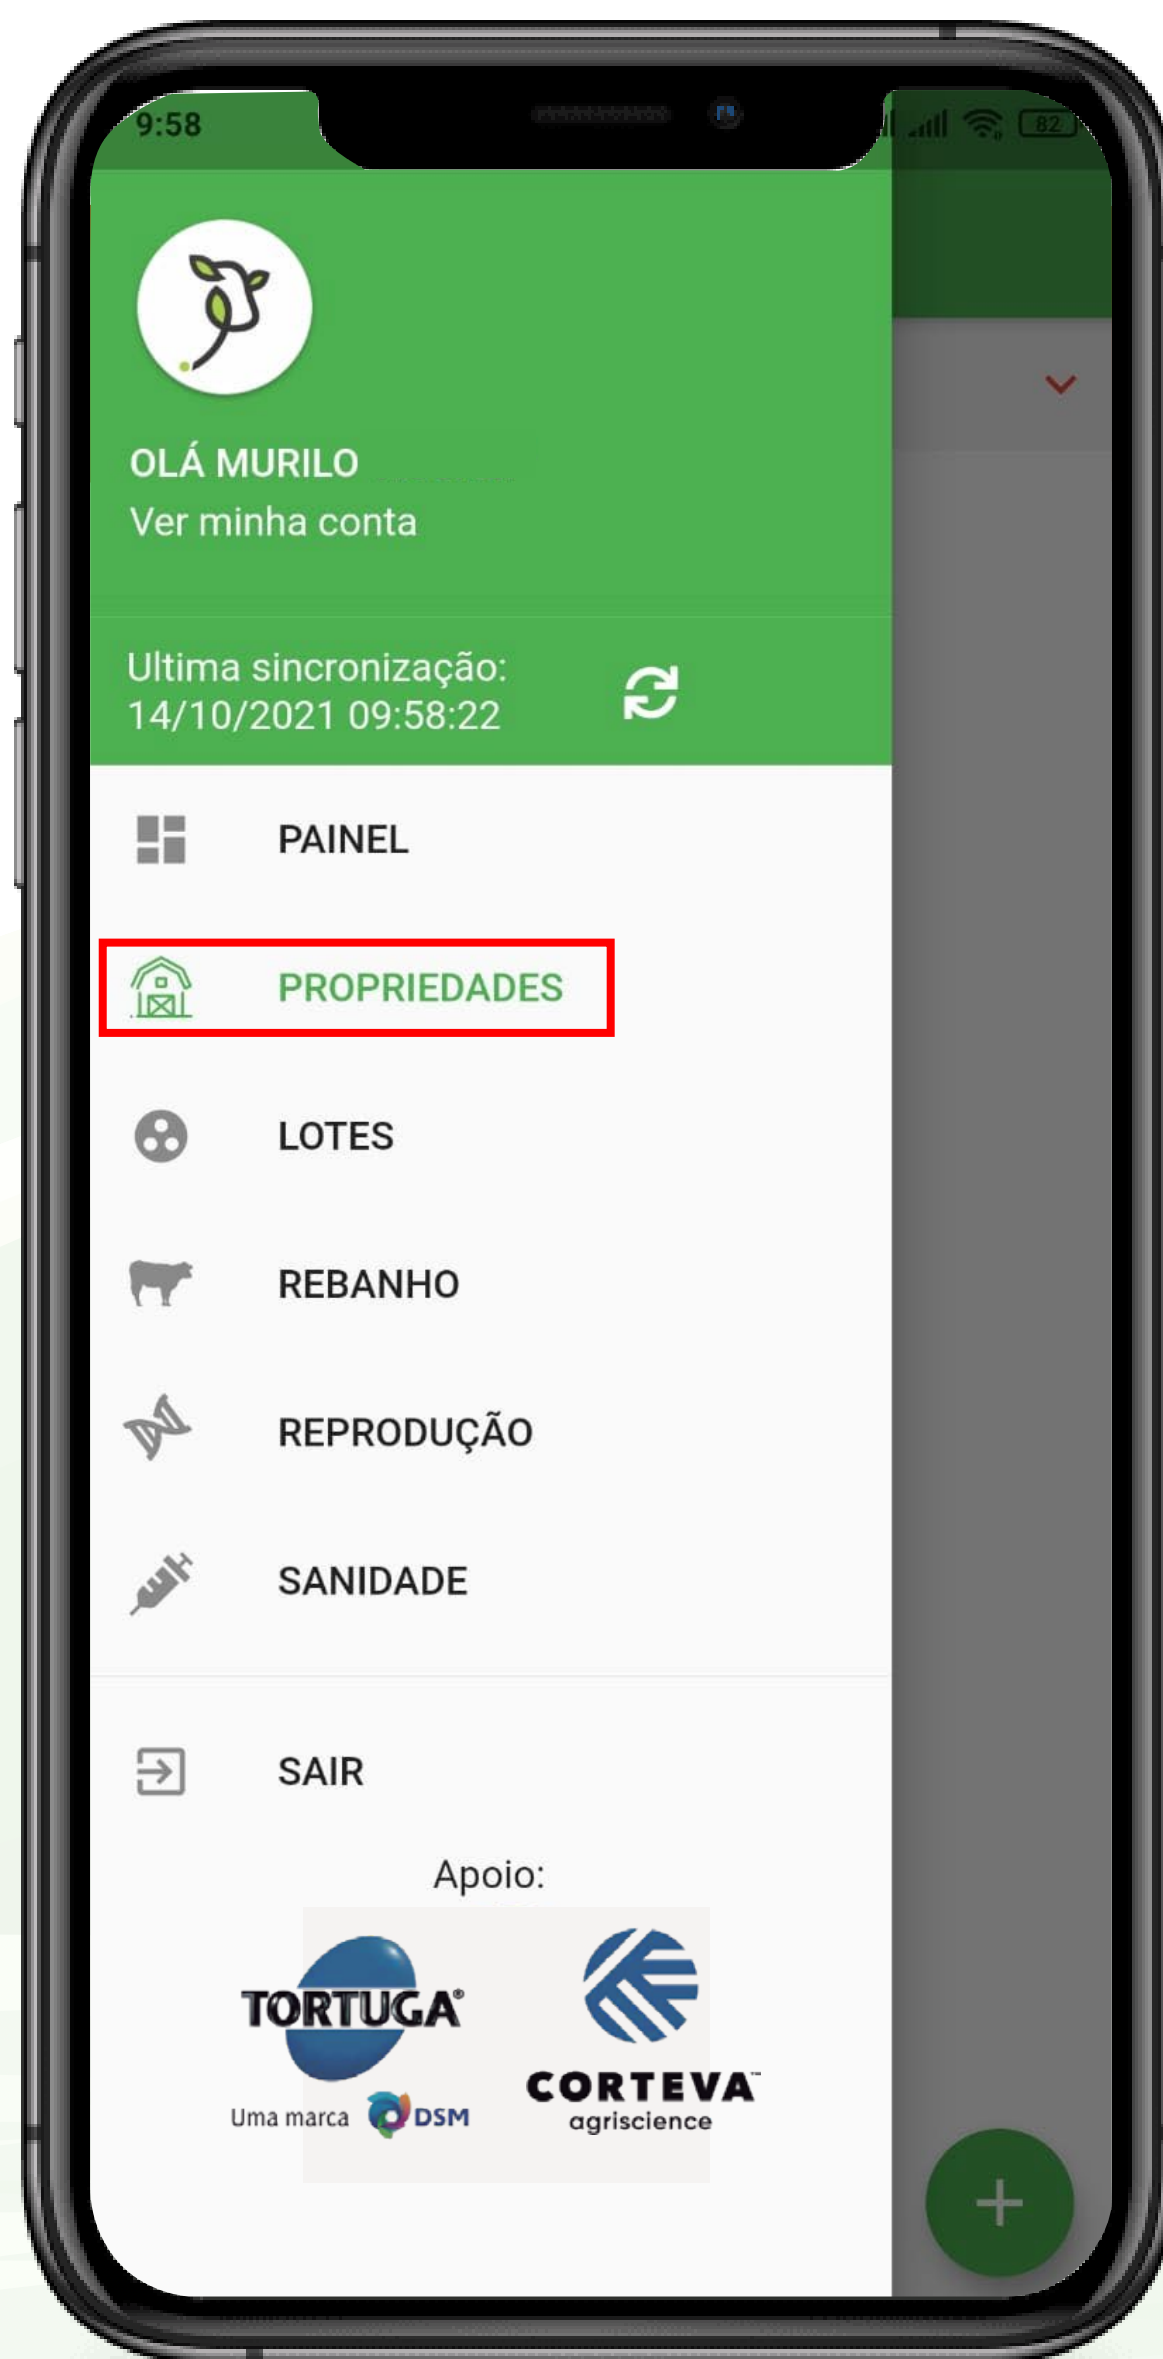 9:58
82
OLÁ MURILO
Ver minha conta
Ultima sincronização:
14/10/2021 09:58:22
PAINEL
PROPRIEDADES
LOTES
REBANHO
REPRODUÇÃO
SANIDADE
SAIR
Apoio:
TORTUGA®
Uma marca DSM
CORTEVA™
agriscience